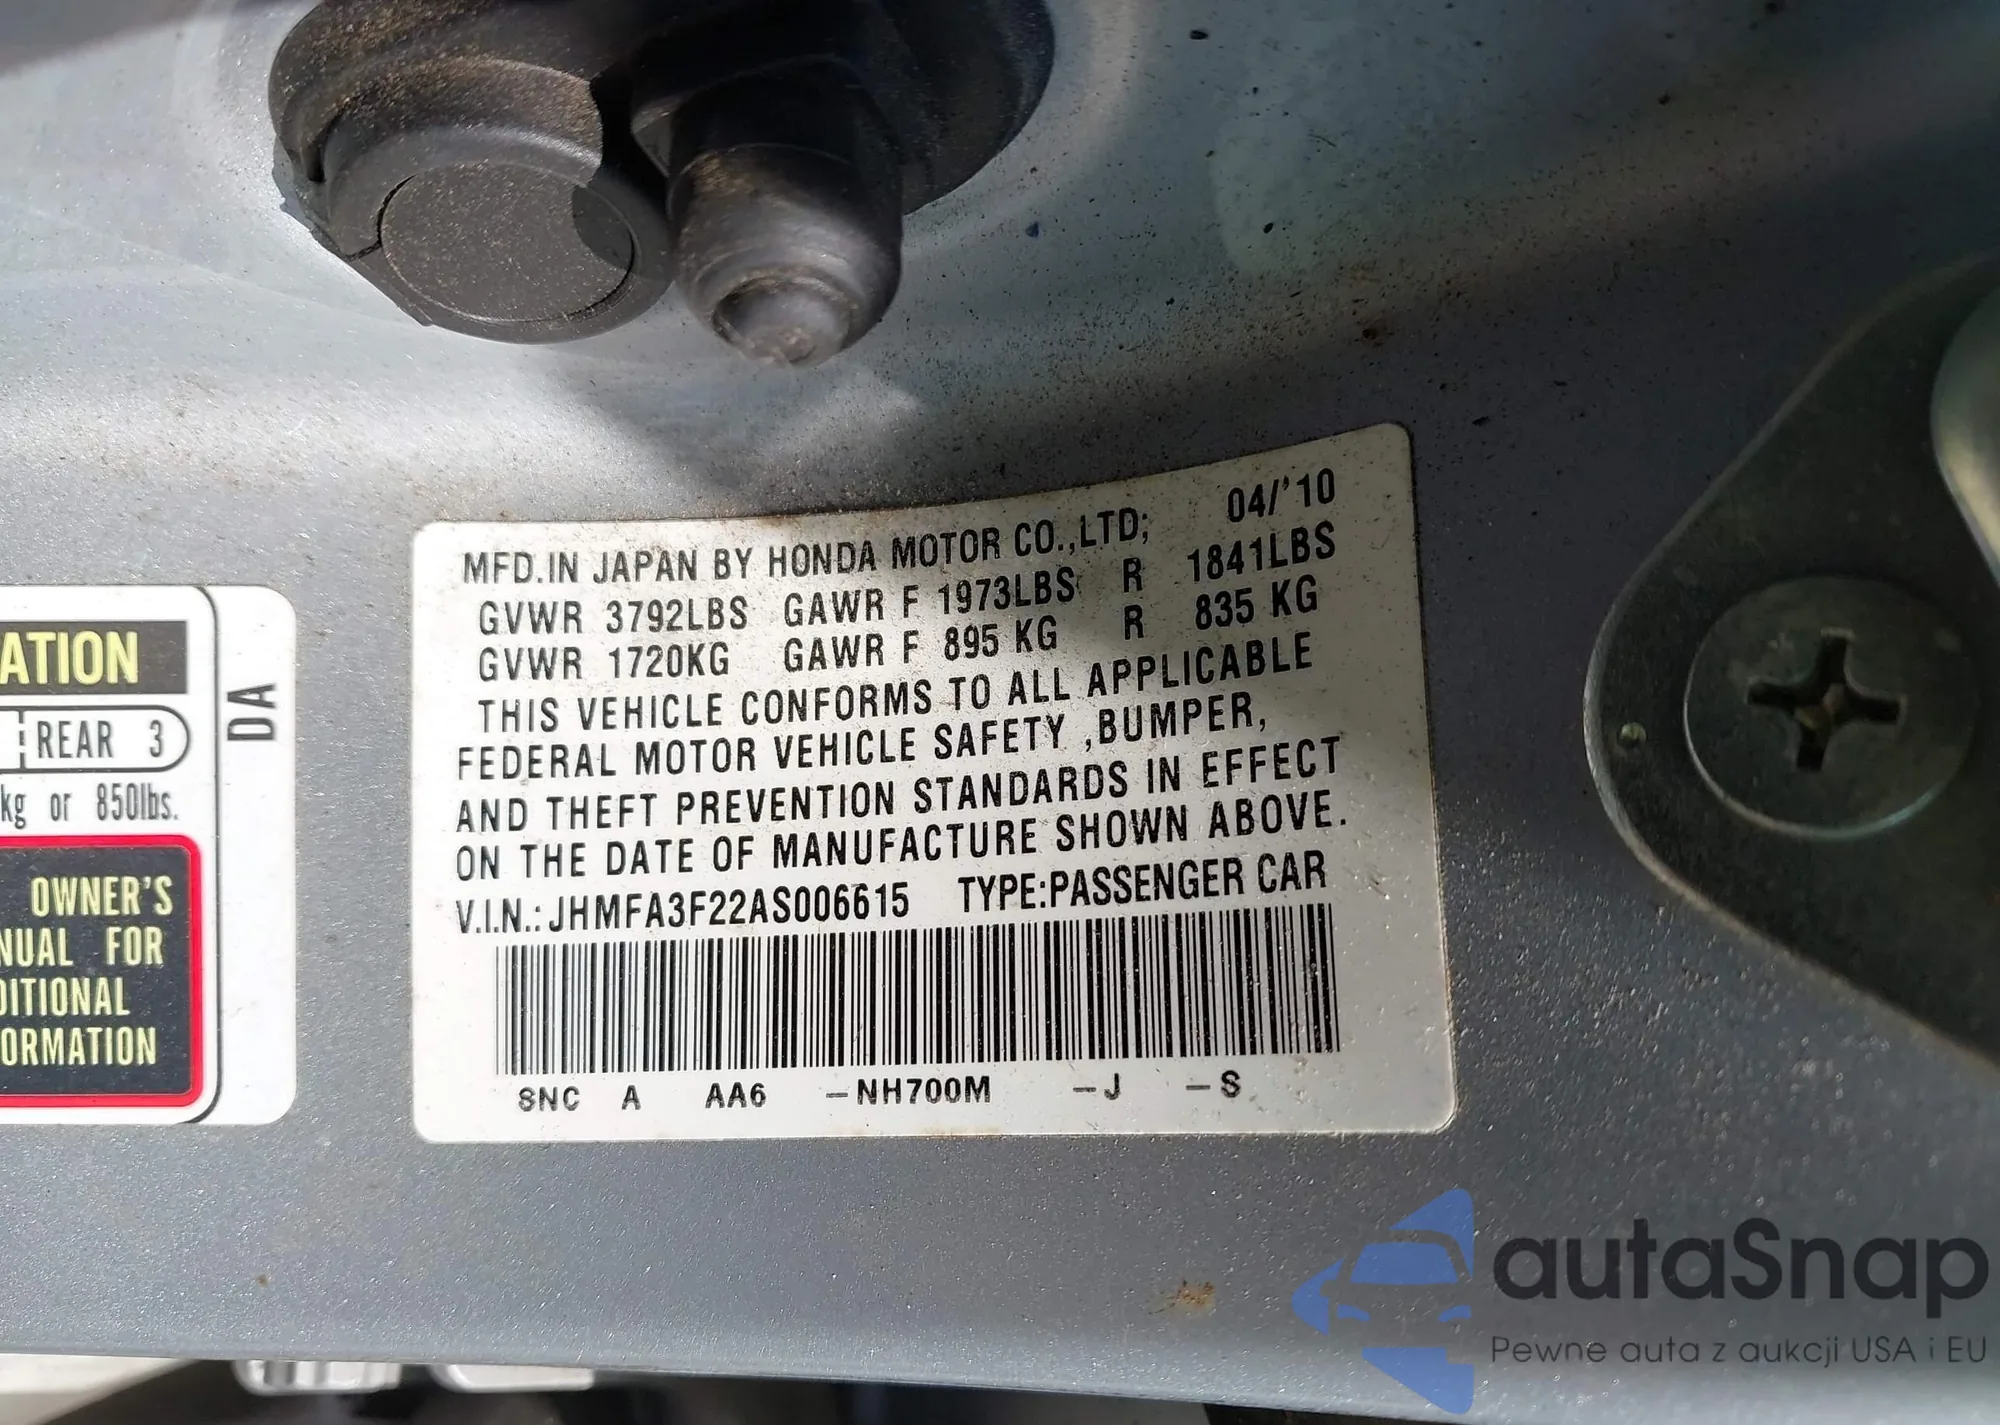 ATION
REAR 3
kg or 850lbs.
OWNER'S
NUAL FOR
DITIONAL
ORMATION
DA
MFD.IN JAPAN BY HONDA MOTOR CO.,LTD; 04/'10
GVWR 3792LBS GAWR F 1973LBS R 1841LBS
GVWR 1720KG GAWR F 895 KG R 835 KG
THIS VEHICLE CONFORMS TO ALL APPLICABLE
FEDERAL MOTOR VEHICLE SAFETY ,BUMPER,
AND THEFT PREVENTION STANDARDS IN EFFECT
ON THE DATE OF MANUFACTURE SHOWN ABOVE.
V.I.N.: JHMFA3F22AS006615 TYPE:PASSENGER CAR
SNC A AA6 -NH700M -J -S
autaSnap
Pewne auta z aukcji USA i EU